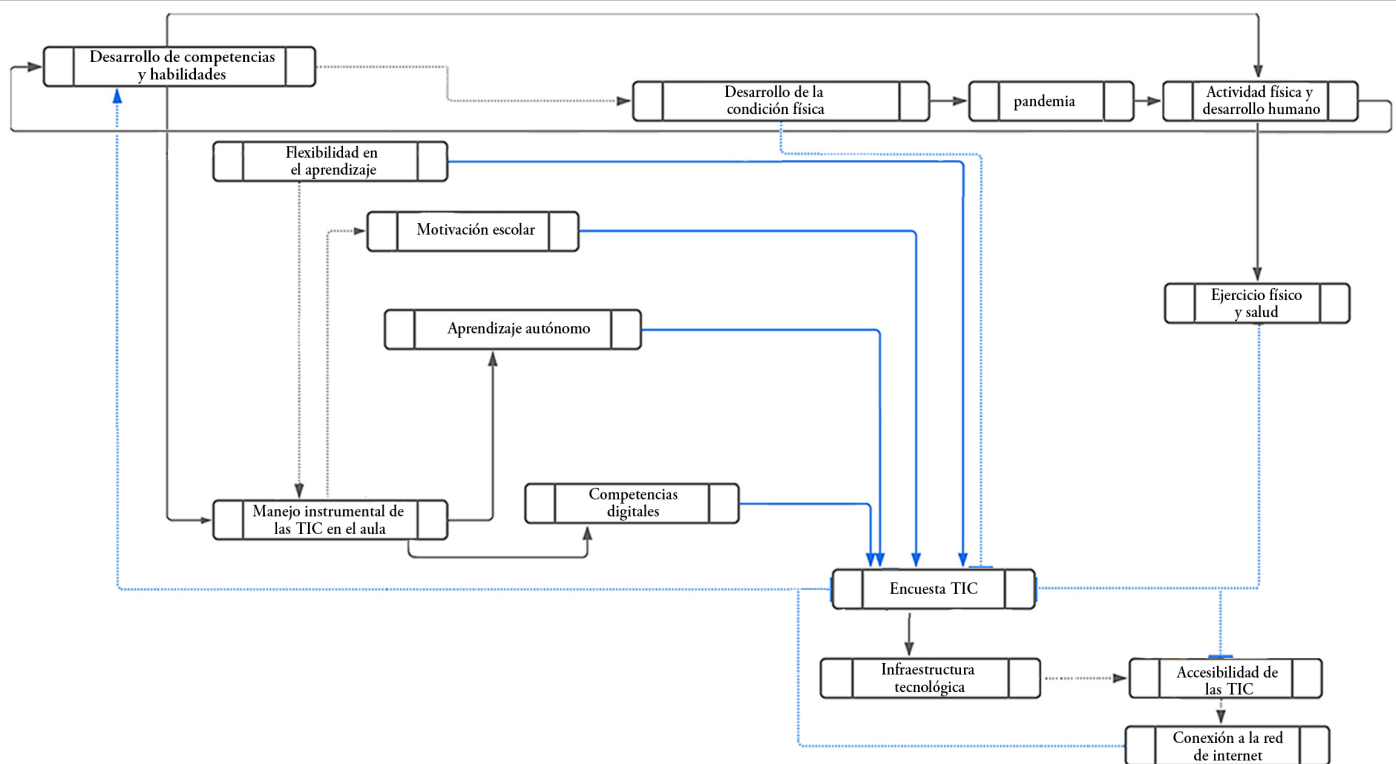 Desarrollo de competencias
y habilidades
Desarrollo de la
condición física
pandemia
Actividad física y
desarrollo humano
Flexibilidad en
el aprendizaje
Motivación escolar
Ejercicio físico
y salud
Aprendizaje autónomo
Competencias
digitales
Manejo instrumental de
las TIC en el aula
Encuesta TIC
Infraestructura
tecnológica
Accesibilidad de
las TIC
Conexión a la red
de internet